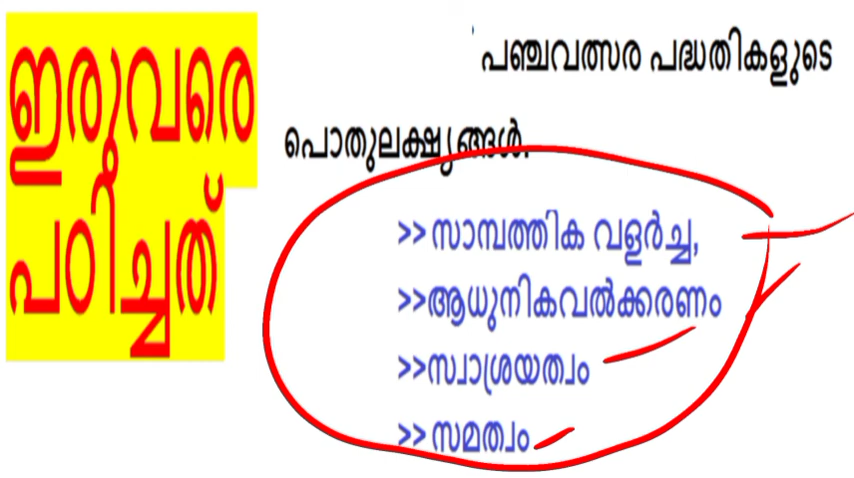 ഇരുവരെ
പഠിച്ചത്
പഞ്ചവത്സര പദ്ധതികളുടെ
പൊതുലക്ഷ്യങ്ങൾ.
>> സാമ്പത്തിക വളർച്ച,
>>ആധുനികവൽക്കരണം
>>സ്വാശ്രയത്വം
>> സമത്വം